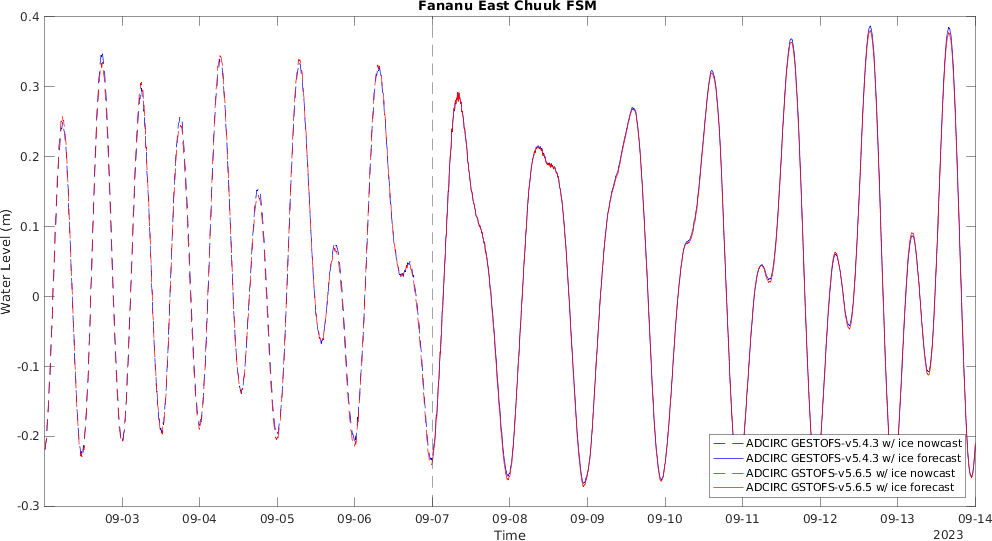 Fananu East Chuuk FSM
0.4
0.3
0.2
0.1
0
-0.1
-0.2
-0.3
Water Level (m)
ADCIRC GESTOFS-v5.4.3 w/ ice nowcast
ADCIRC GESTOFS-v5.4.3 w/ ice forecast
ADCIRC GSTOFS-v5.6.5 w/ ice nowcast
ADCIRC GSTOFS-v5.6.5 w/ ice forecast
09-03 09-04 09-05 09-06 09-07 09-08 09-09 09-10 09-11 09-12 09-13 09-14
Time
2023